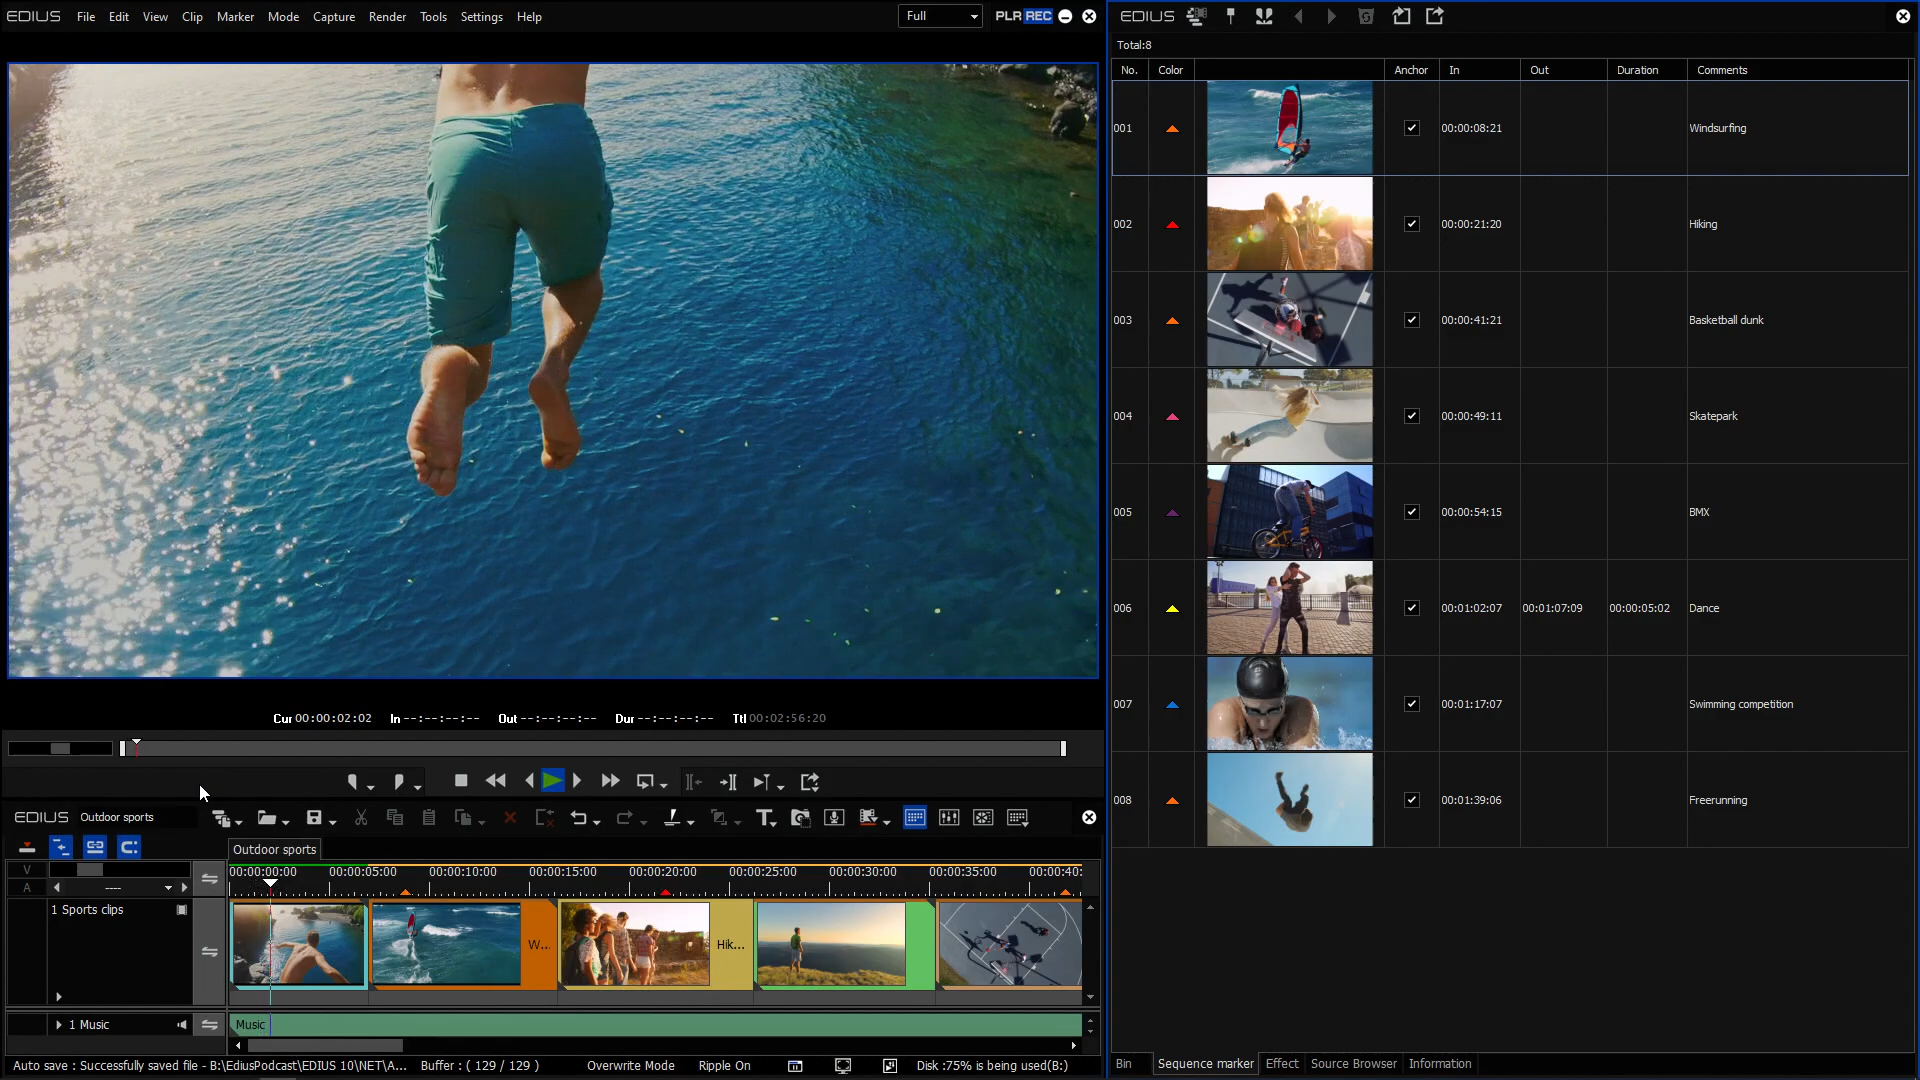 EDIUS File Edit View Clip Marker Mode Capture Render Tools Settings Help Full PLR REC
Cur 00:00:02:02 In --:--:--:-- Out --:--:--:-- Dur --:--:--:-- Ttl 00:02:56:20
EDIUS Outdoor sports
Outdoor sports
V
A ----
00:00:00:00 00:00:05:00 00:00:10:00 00:00:15:00 00:00:20:00 00:00:25:00 00:00:30:00 00:00:35:00 00:00:40:
1 Sports clips
W... Hik...
1 Music Music
Auto save : Successfully saved file - B:\EdiusPodcast\EDIUS 10\NET\A... Buffer : ( 129 / 129 ) Overwrite Mode Ripple On Disk :75% is being used(B:)
EDIUS
Total:8
No. Color Anchor In Out Duration Comments
001 00:00:08:21 Windsurfing
002 00:00:21:20 Hiking
003 00:00:41:21 Basketball dunk
004 00:00:49:11 Skatepark
005 00:00:54:15 BMX
006 00:01:02:07 00:01:07:09 00:00:05:02 Dance
007 00:01:17:07 Swimming competition
008 00:01:39:06 Freerunning
Bin Sequence marker Effect Source Browser Information